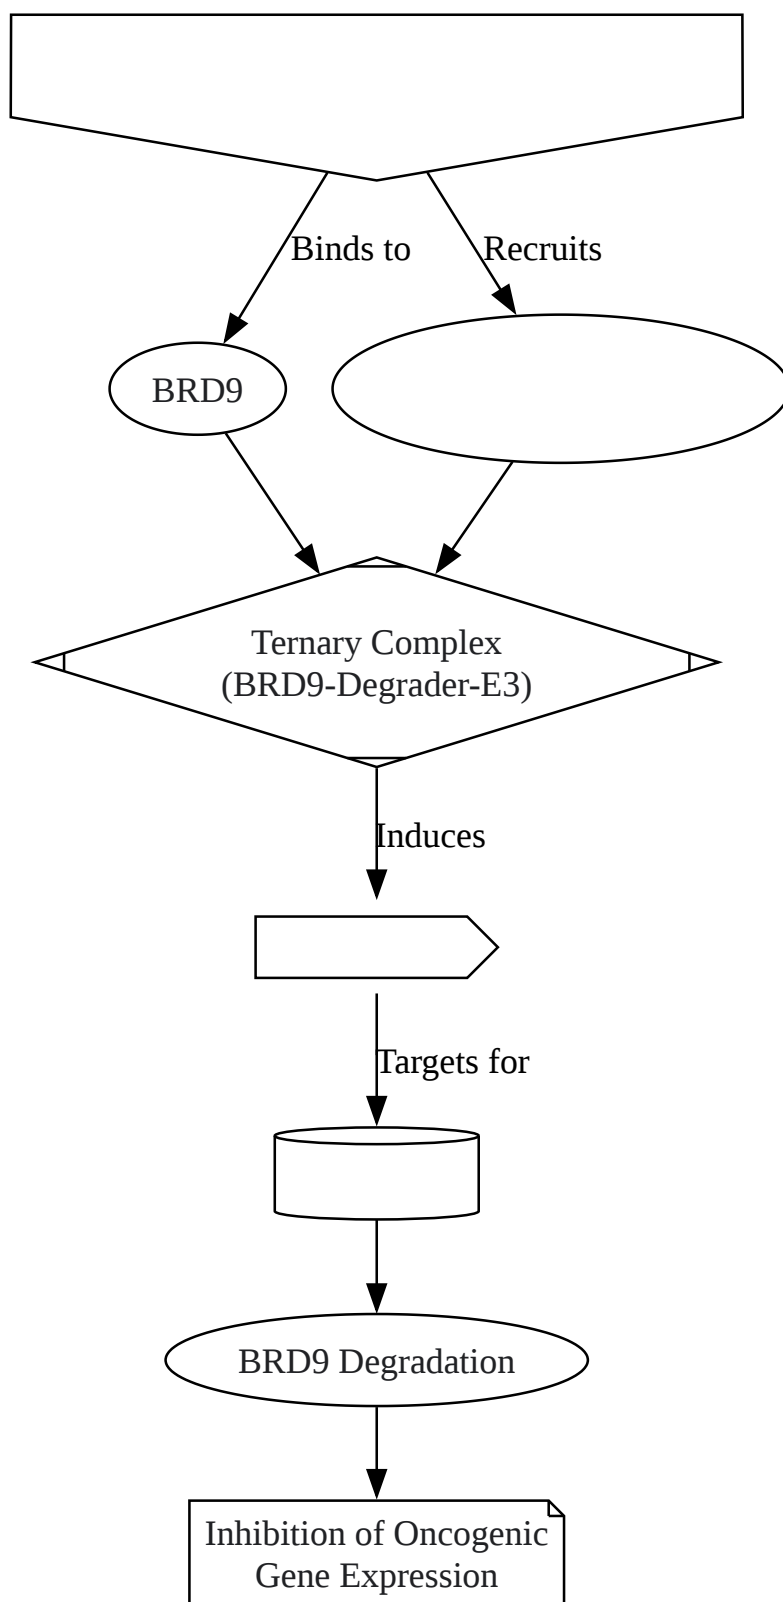 Binds to
Recruits
BRD9
Ternary Complex
(BRD9-Degrader-E3)
Induces
Targets for
BRD9 Degradation
Inhibition of Oncogenic
Gene Expression